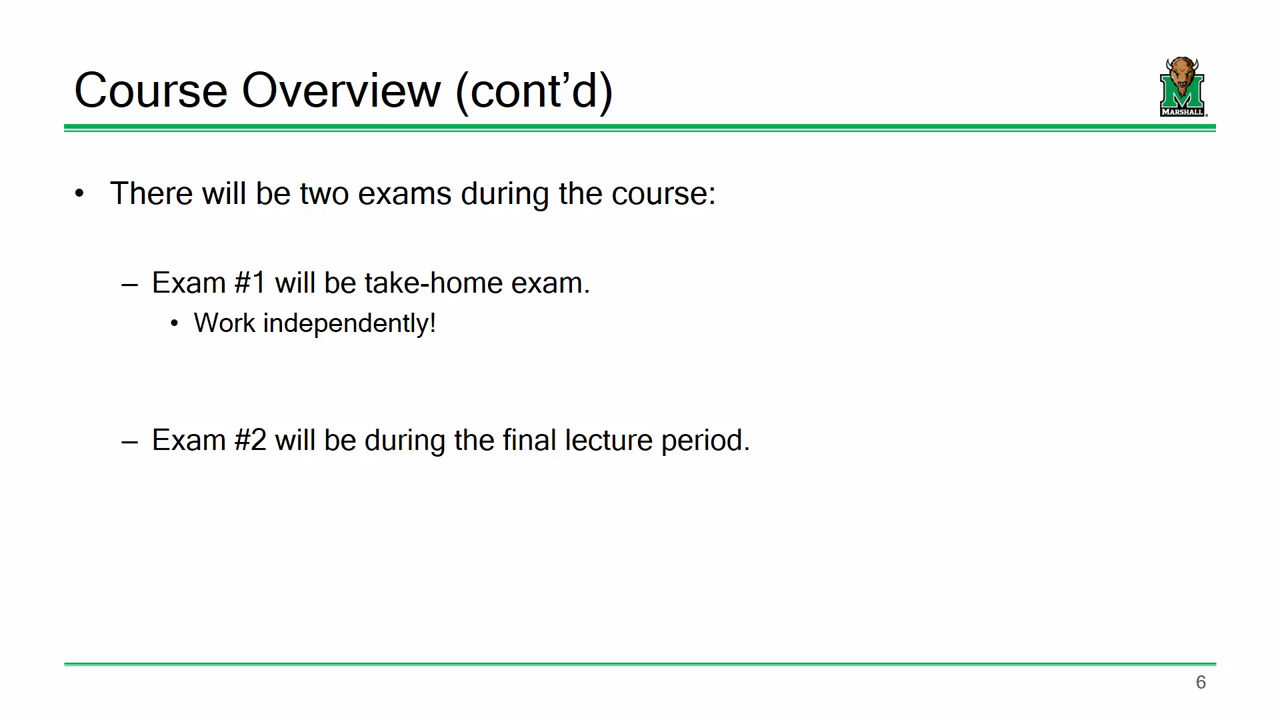 Course Overview (cont’d)
M
MARSHALL
• There will be two exams during the course:
– Exam #1 will be take-home exam.
• Work independently!
– Exam #2 will be during the final lecture period.
6